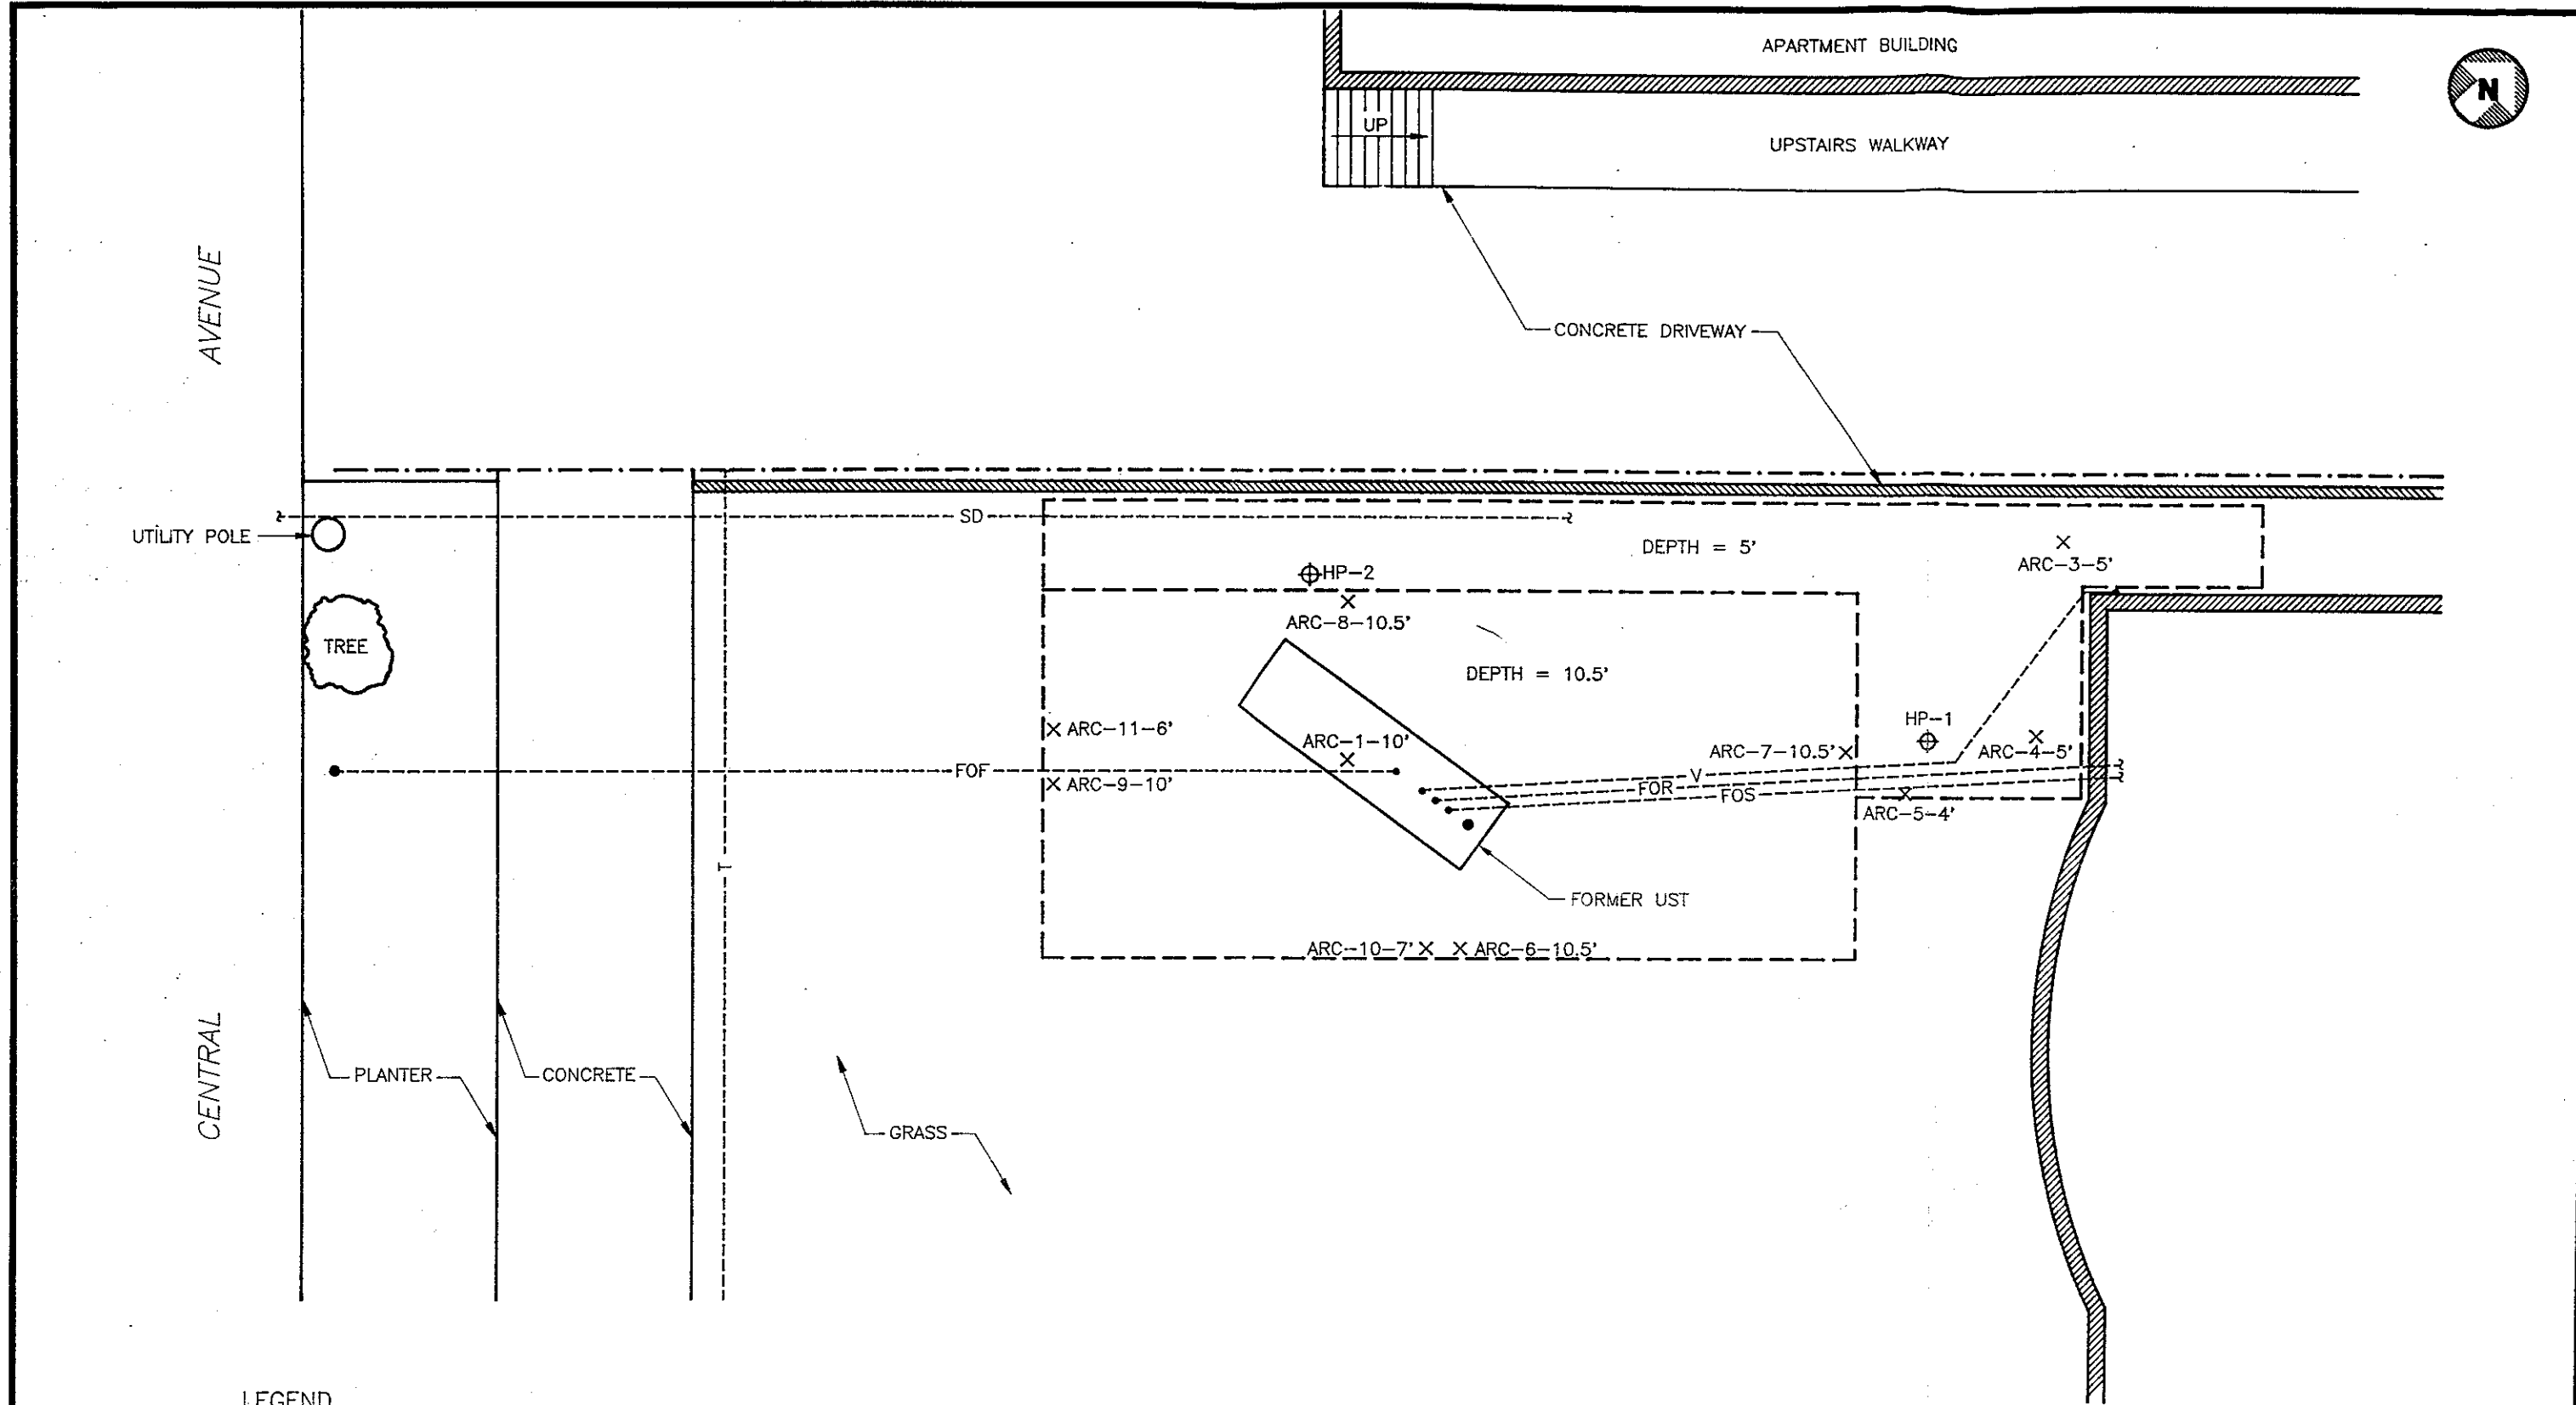 APARTMENT BUILDING
N
UP
UPSTAIRS WALKWAY
AVENUE
CONCRETE DRIVEWAY
SD
UTILITY POLE
DEPTH = 5'
ARC-3-5'
HP-2
ARC-8-10.5'
TREE
DEPTH = 10.5'
ARC-11-6'
ARC-1-10'
HP-1
ARC-7-10.5'
ARC-4-5'
FOF
V
ARC-9-10'
FOR
FOS
ARC-5-4'
T
FORMER UST
ARC-10-7'
ARC-6-10.5'
CENTRAL
PLANTER
CONCRETE
GRASS
LEGEND